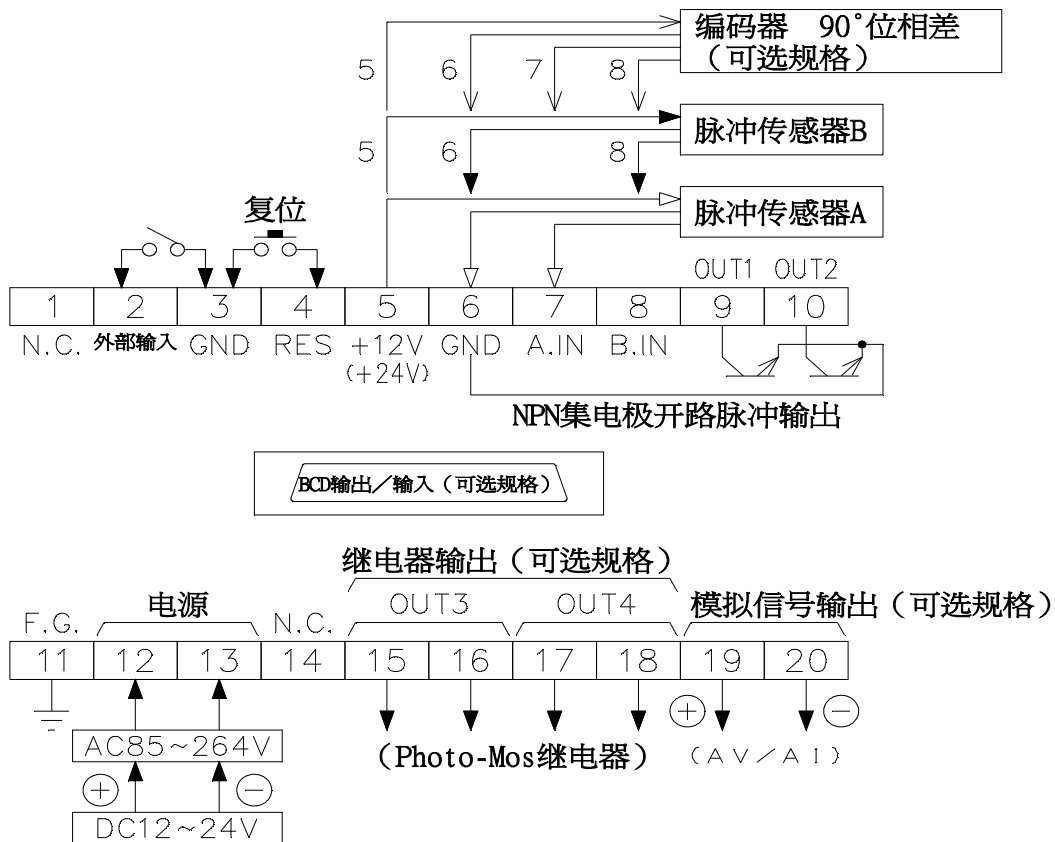 编码器 90°位相差
（可选规格）
5 6 7 8
脉冲传感器B
5 6 8
脉冲传感器A
复位
OUT1 OUT2
1 2 3 4 5 6 7 8 9 10
N.C. 外部输入 GND RES +12V GND A.IN B.IN
(+24V)
NPN集电极开路脉冲输出
BCD输出／输入（可选规格）
继电器输出（可选规格）
电源 OUT3 OUT4 模拟信号输出（可选规格）
F.G. N.C.
11 12 13 14 15 16 17 18 19 20
+ −
AC85~264V （Photo-Mos继电器） (AV/AI)
+ −
DC12~24V